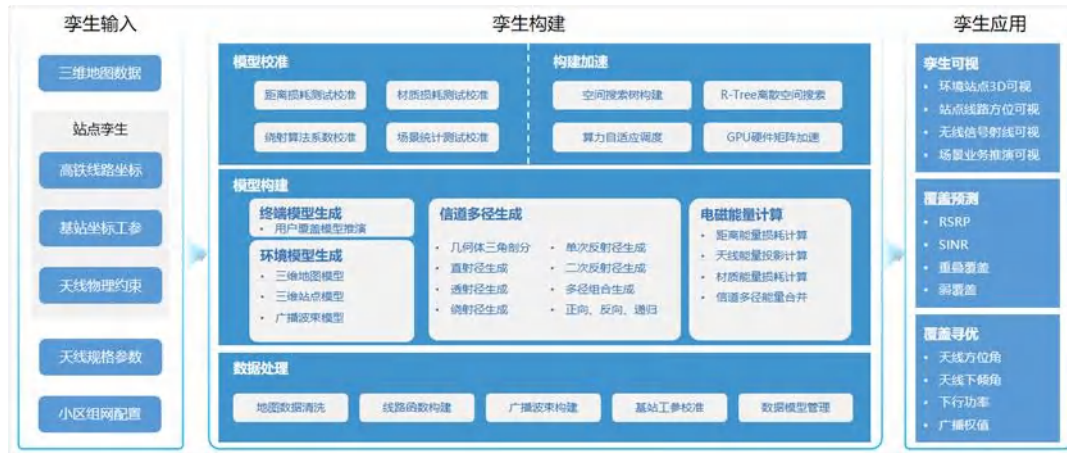 孪生输入
三维地图数据
站点孪生
高铁线路坐标
基站坐标工参
天线物理约束
天线规格参数
小区组网配置
孪生构建
模型校准
距离损耗测试校准
材质损耗测试校准
绕射算法系数校准
场景统计测试校准
构建加速
空间搜索树构建
R-Tree离散空间搜索
算力自适应调度
GPU硬件矩阵加速
模型构建
终端模型生成
• 用户覆盖模型推演
环境模型生成
• 三维地图模型
• 三维站点模型
• 广播波束模型
信道多径生成
• 几何体三角剖分
• 直射径生成
• 透射径生成
• 绕射径生成
• 单次反射径生成
• 二次反射径生成
• 多径组合生成
• 正向、反向、递归
电磁能量计算
• 距离能量损耗计算
• 天线能量投影计算
• 材质能量损耗计算
• 信道多径能量合并
数据处理
地图数据清洗
线路函数构建
广播波束构建
基站工参校准
数据模型管理
孪生应用
孪生可视
• 环境站点3D可视
• 站点线路方位可视
• 无线信号射线可视
• 场景业务推演可视
覆盖预测
• RSRP
• SINR
• 重叠覆盖
• 弱覆盖
覆盖寻优
• 天线方位角
• 天线下倾角
• 下行功率
• 广播权值